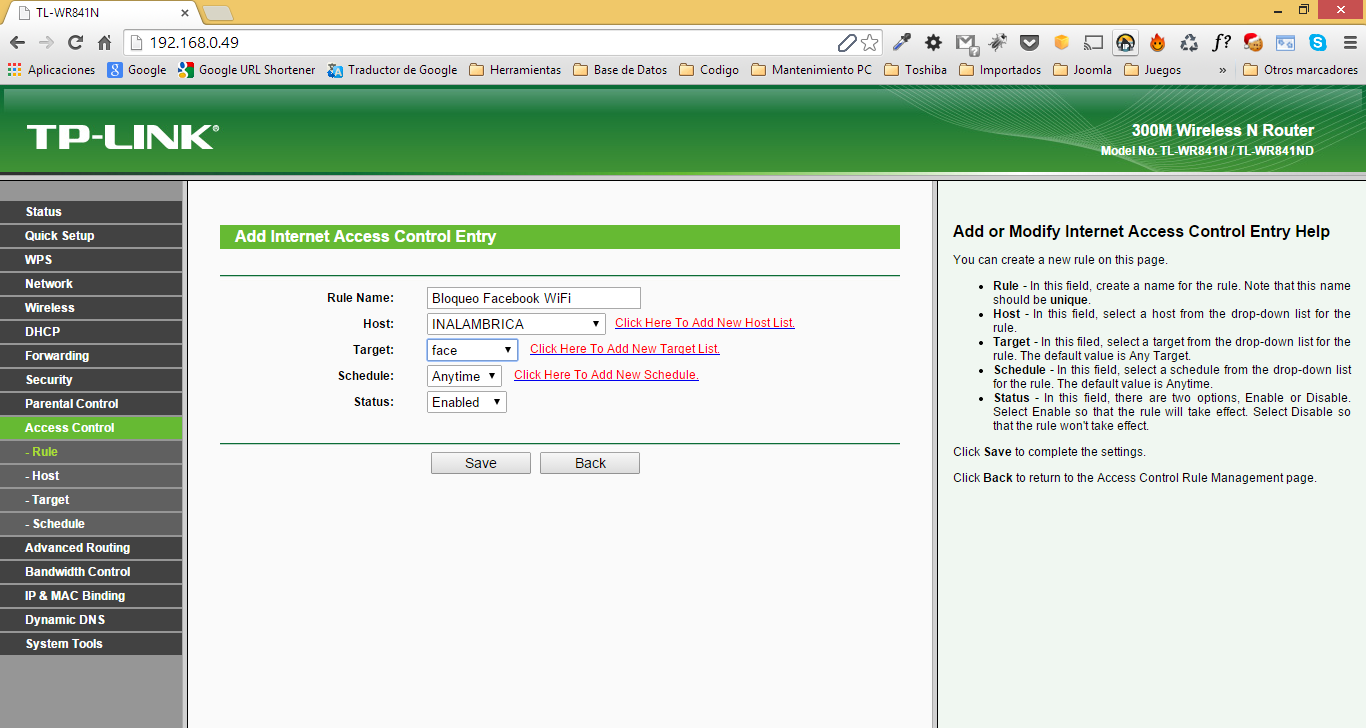 TL-WR841N
192.168.0.49
f?
Aplicaciones Google Google URL Shortener Traductor de Google Herramientas Base de Datos Codigo Mantenimiento PC Toshiba Importados Joomla Juegos » Otros marcadores
TP-LINK®
300M Wireless N Router
Model No. TL-WR841N / TL-WR841ND
Status
Quick Setup
WPS
Network
Wireless
DHCP
Forwarding
Security
Parental Control
Access Control
- Rule
- Host
- Target
- Schedule
Advanced Routing
Bandwidth Control
IP & MAC Binding
Dynamic DNS
System Tools
Add Internet Access Control Entry
Rule Name: Bloqueo Facebook WiFi
Host: INALAMBRICA Click Here To Add New Host List.
Target: face Click Here To Add New Target List.
Schedule: Anytime Click Here To Add New Schedule.
Status: Enabled
Save Back
Add or Modify Internet Access Control Entry Help
You can create a new rule on this page.
• Rule - In this field, create a name for the rule. Note that this name
should be unique.
• Host - In this field, select a host from the drop-down list for the
rule.
• Target - In this filed, select a target from the drop-down list for the
rule. The default value is Any Target.
• Schedule - In this field, select a schedule from the drop-down list
for the rule. The default value is Anytime.
• Status - In this field, there are two options, Enable or Disable.
Select Enable so that the rule will take effect. Select Disable so
that the rule won't take effect.
Click Save to complete the settings.
Click Back to return to the Access Control Rule Management page.